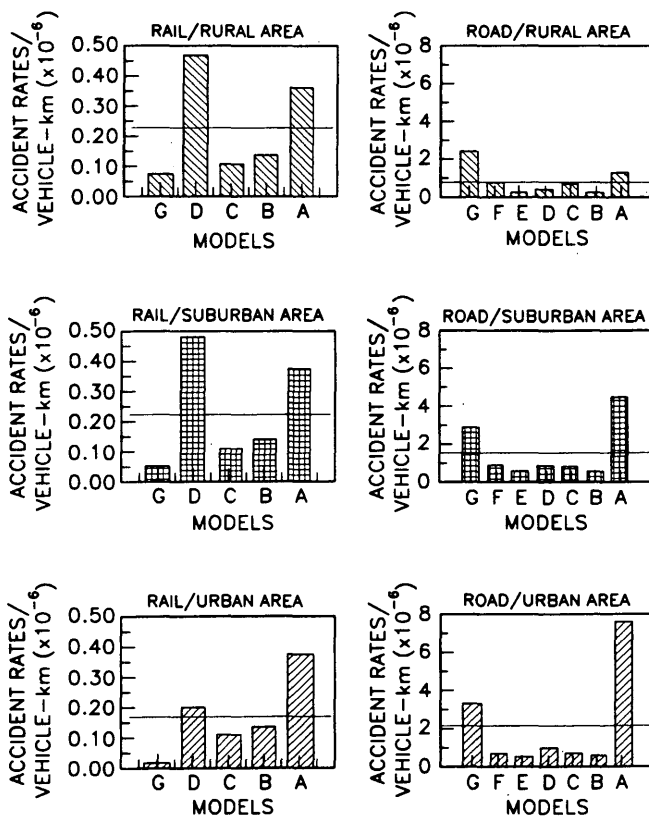 RAIL/RURAL AREA
ACCIDENT RATES/
VEHICLE-km (x10⁻⁶)
0.50
0.40
0.30
0.20
0.10
0.00
G D C B A
MODELS
ROAD/RURAL AREA
ACCIDENT RATES/
VEHICLE-km (x10⁻⁶)
8
6
4
2
0
G F E D C B A
MODELS
RAIL/SUBURBAN AREA
ACCIDENT RATES/
VEHICLE-km (x10⁻⁶)
0.50
0.40
0.30
0.20
0.10
0.00
G D C B A
MODELS
ROAD/SUBURBAN AREA
ACCIDENT RATES/
VEHICLE-km (x10⁻⁶)
8
6
4
2
0
G F E D C B A
MODELS
RAIL/URBAN AREA
ACCIDENT RATES/
VEHICLE-km (x10⁻⁶)
0.50
0.40
0.30
0.20
0.10
0.00
G D C B A
MODELS
ROAD/URBAN AREA
ACCIDENT RATES/
VEHICLE-km (x10⁻⁶)
8
6
4
2
0
G F E D C B A
MODELS